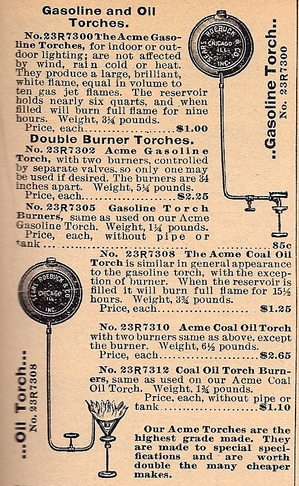 Gasoline and Oil
Torches.
No. 23R7300 The Acme Gaso-
line Torches, for indoor or out-
door lighting; are not affected
by wind, rain cold or heat.
They produce a large, brilliant,
white flame, equal in volume to
ten gas jet flames. The reservoir
holds nearly six quarts, and when
filled will burn full flame for nine
hours. Weight, 3¾ pounds.
Price, each..........$1.00
Double Burner Torches.
No. 23R7302 Acme Gasoline
Torch, with two burners, controlled
by separate valves, so only one may
be used if desired. The burners are 34
inches apart. Weight, 5¼ pounds.
Price, each..........$2.25
No. 23R7305 Gasoline Torch
Burners, same as used on our Acme
Gasoline Torch. Weight, 1¼ pounds.
Price, each, without pipe or
tank..........85c
SEARS ROEBUCK & CO.
CHICAGO
ILL.
INC.
..Gasoline Torch..
No. 23R7300
No. 23R7308 The Acme Coal Oil
Torch is similar in general appearance
to the gasoline torch, with the excep-
tion of burner. When the reservoir is
filled it will burn full flame for 15½
hours. Weight, 3¾ pounds.
Price, each..........$1.25
No. 23R7310 Acme Coal Oil Torch
with two burners same as above, except
the burner. Weight, 6½ pounds.
Price, each..........$2.65
No. 23R7312 Coal Oil Torch Burn-
ers, same as used on our Acme Coal
Oil Torch. Weight, 1¾ pounds.
Price, each, without pipe or
tank..........$1.10
SEARS ROEBUCK & CO.
CHICAGO
ILL.
INC.
...Oil Torch...
No. 23R7308
Our Acme Torches are the
highest grade made. They
are made to special speci-
fications and are worth
double the many cheaper
makes.